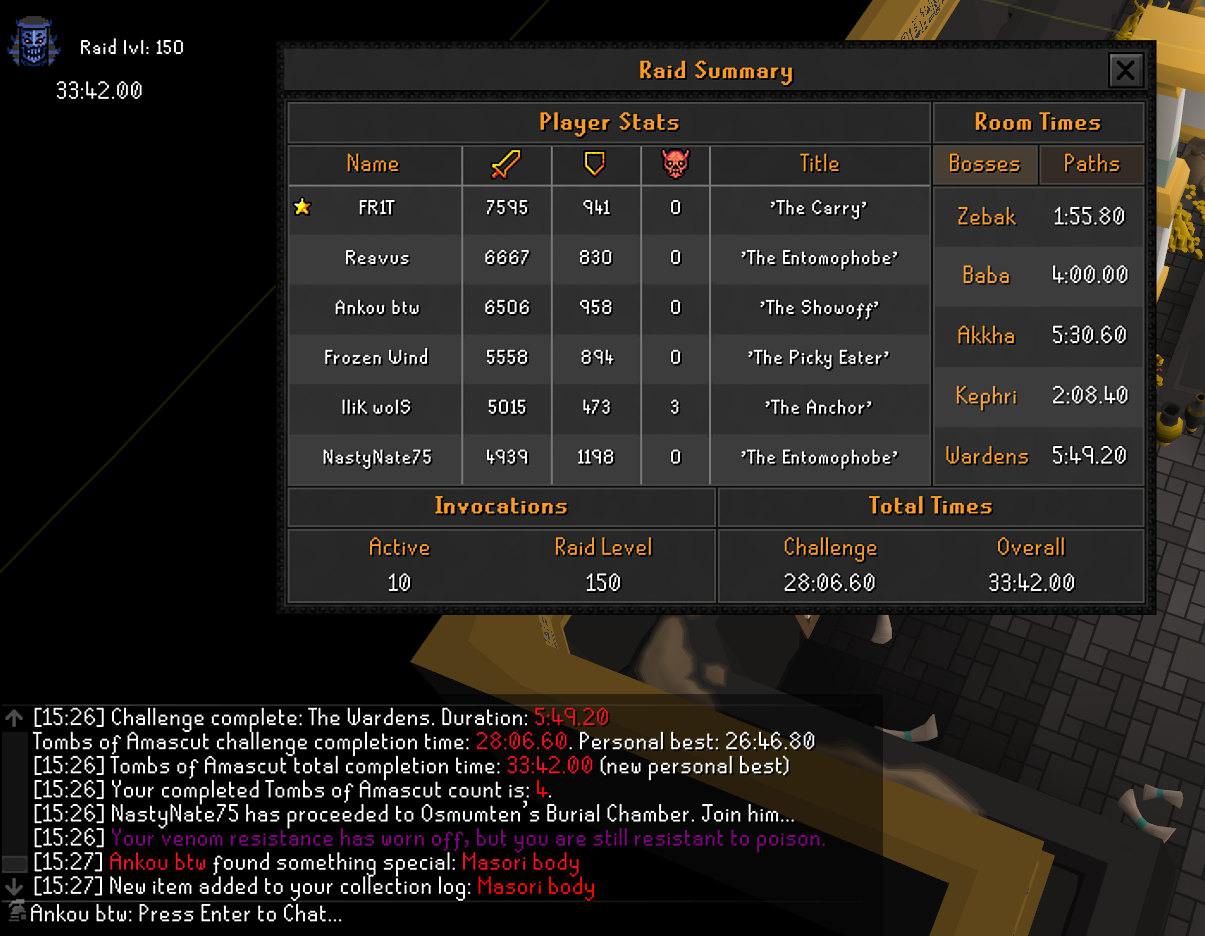 Raid lvl: 150
33:42.00
Raid Summary
Player Stats
Room Times
Name Title
Bosses Paths
FR1T 7595 941 0 'The Carry'
Reavus 6667 830 0 'The Entomophobe'
Ankou btw 6506 958 0 'The Showoff'
Frozen Wind 5558 894 0 'The Picky Eater'
lliK wolS 5015 473 3 'The Anchor'
NastyNate75 4939 1198 0 'The Entomophobe'
Zebak 1:55.80
Baba 4:00.00
Akkha 5:30.60
Kephri 2:08.40
Wardens 5:49.20
Invocations
Total Times
Active Raid Level
10 150
Challenge Overall
28:06.60 33:42.00
[15:26] Challenge complete: The Wardens. Duration: 5:49.20
Tombs of Amascut challenge completion time: 28:06.60. Personal best: 26:46.80
[15:26] Tombs of Amascut total completion time: 33:42.00 (new personal best)
[15:26] Your completed Tombs of Amascut count is: 4.
[15:26] NastyNate75 has proceeded to Osmumten's Burial Chamber. Join him...
[15:26] Your venom resistance has worn off, but you are still resistant to poison.
[15:27] Ankou btw found something special: Masori body
[15:27] New item added to your collection log: Masori body
Ankou btw: Press Enter to Chat...